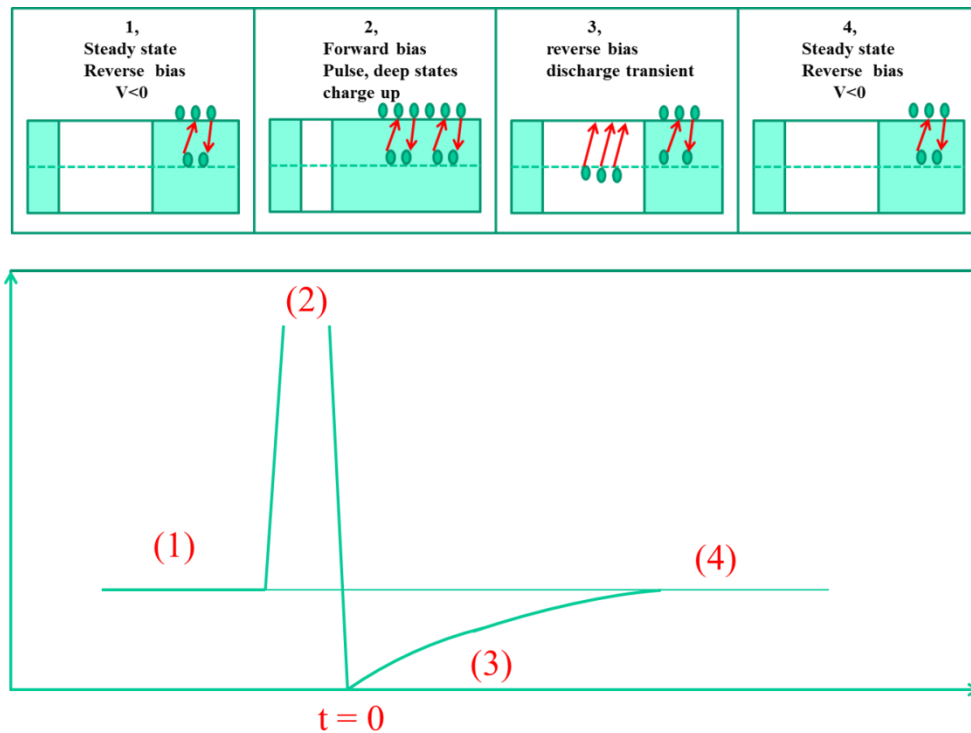 1,
Steady state
Reverse bias
V<0
2,
Forward bias
Pulse, deep states
charge up
3,
reverse bias
discharge transient
4,
Steady state
Reverse bias
V<0
(2)
(1)
(4)
(3)
t = 0